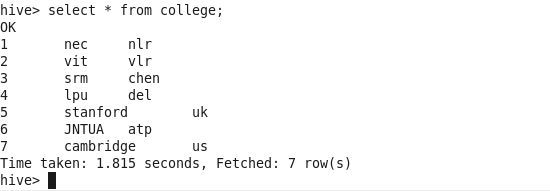 hive> select * from college;
OK
1	nec	nlr
2	vit	vlr
3	srm	chen
4	lpu	del
5	stanford	uk
6	JNTUA	atp
7	cambridge	us
Time taken: 1.815 seconds, Fetched: 7 row(s)
hive>